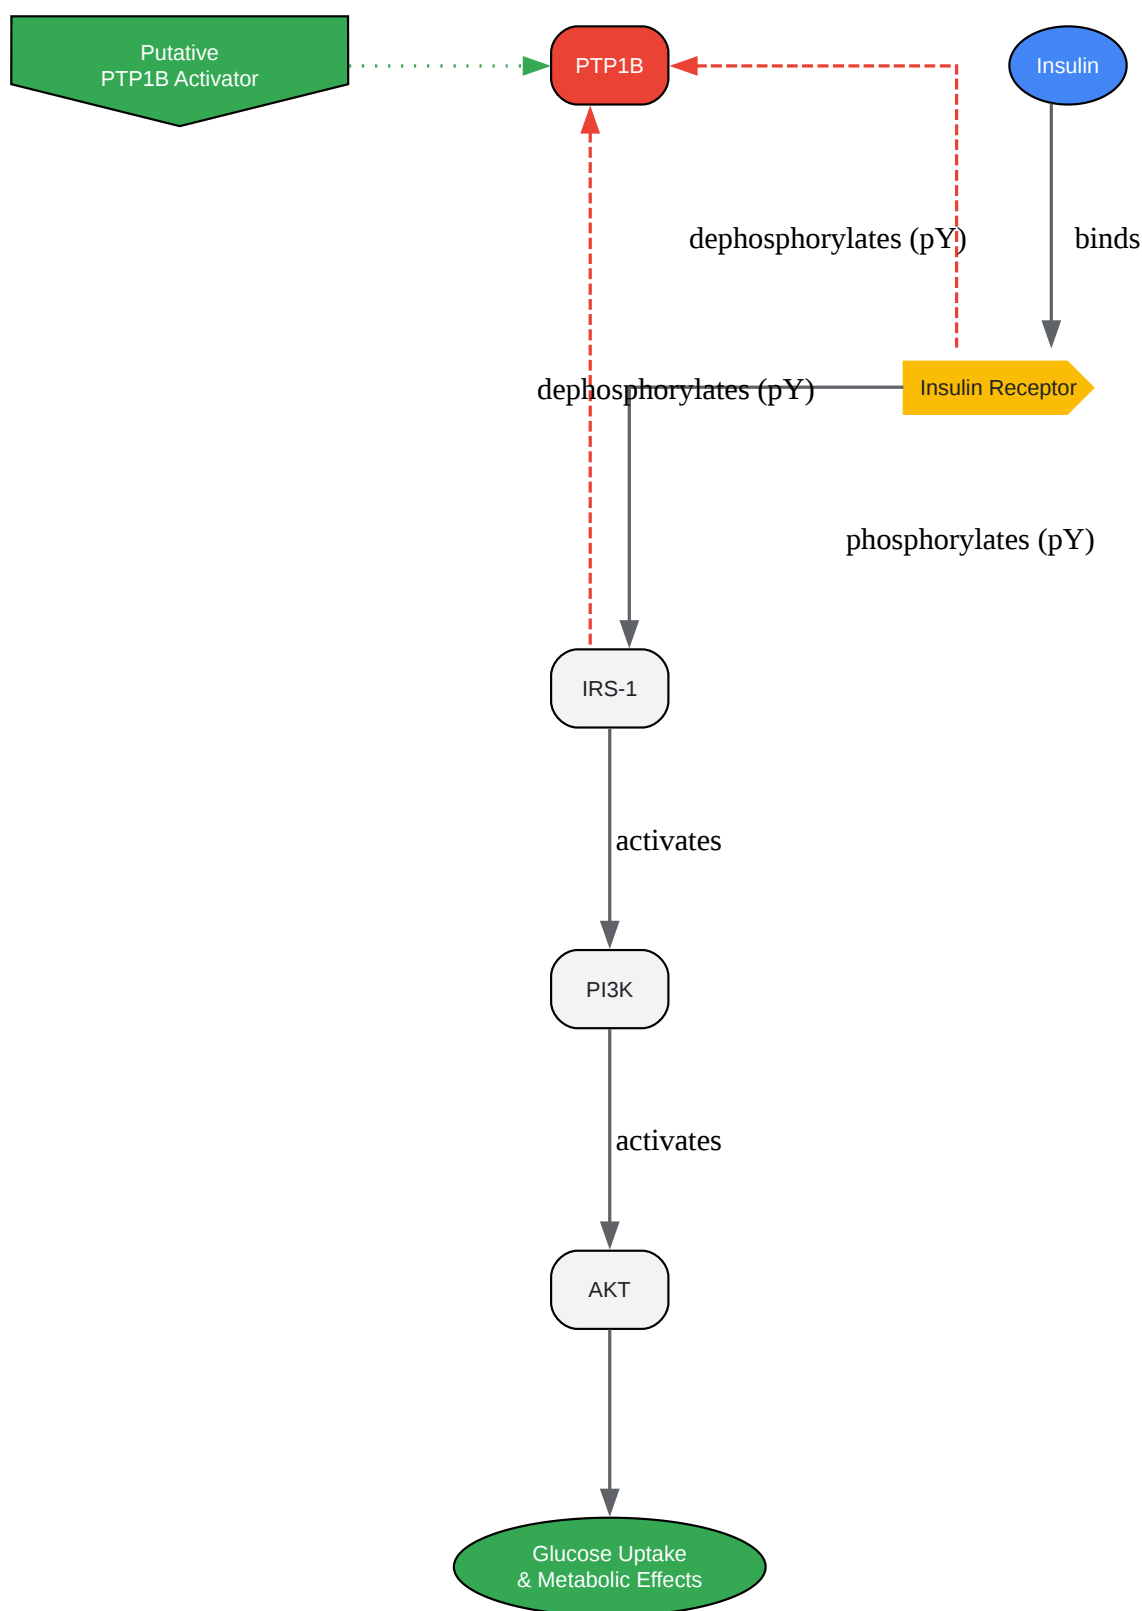 Putative
PTP1B Activator
PTP1B
Insulin
dephosphorylates (pY)
binds
dephosphorylates (pY)
Insulin Receptor
phosphorylates (pY)
IRS-1
activates
PI3K
activates
AKT
Glucose Uptake
& Metabolic Effects